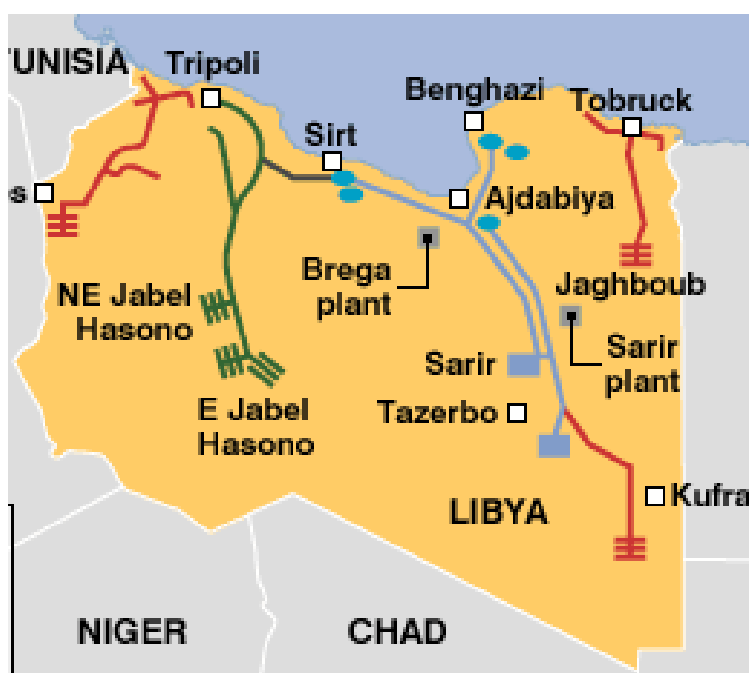 TUNISIA
Tripoli
Benghazi
Tobruck
Sirt
s
Ajdabiya
Brega
plant
Jaghboub
NE Jabel
Hasono
Sarir
Sarir
plant
E Jabel
Hasono
Tazerbo
Kufra
LIBYA
NIGER
CHAD